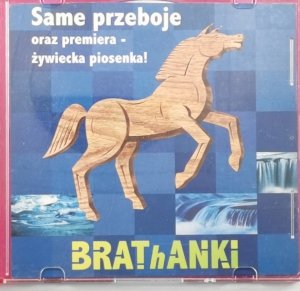 Same przeboje
oraz premiera -
żywiecka piosenka!
BRAThANKi